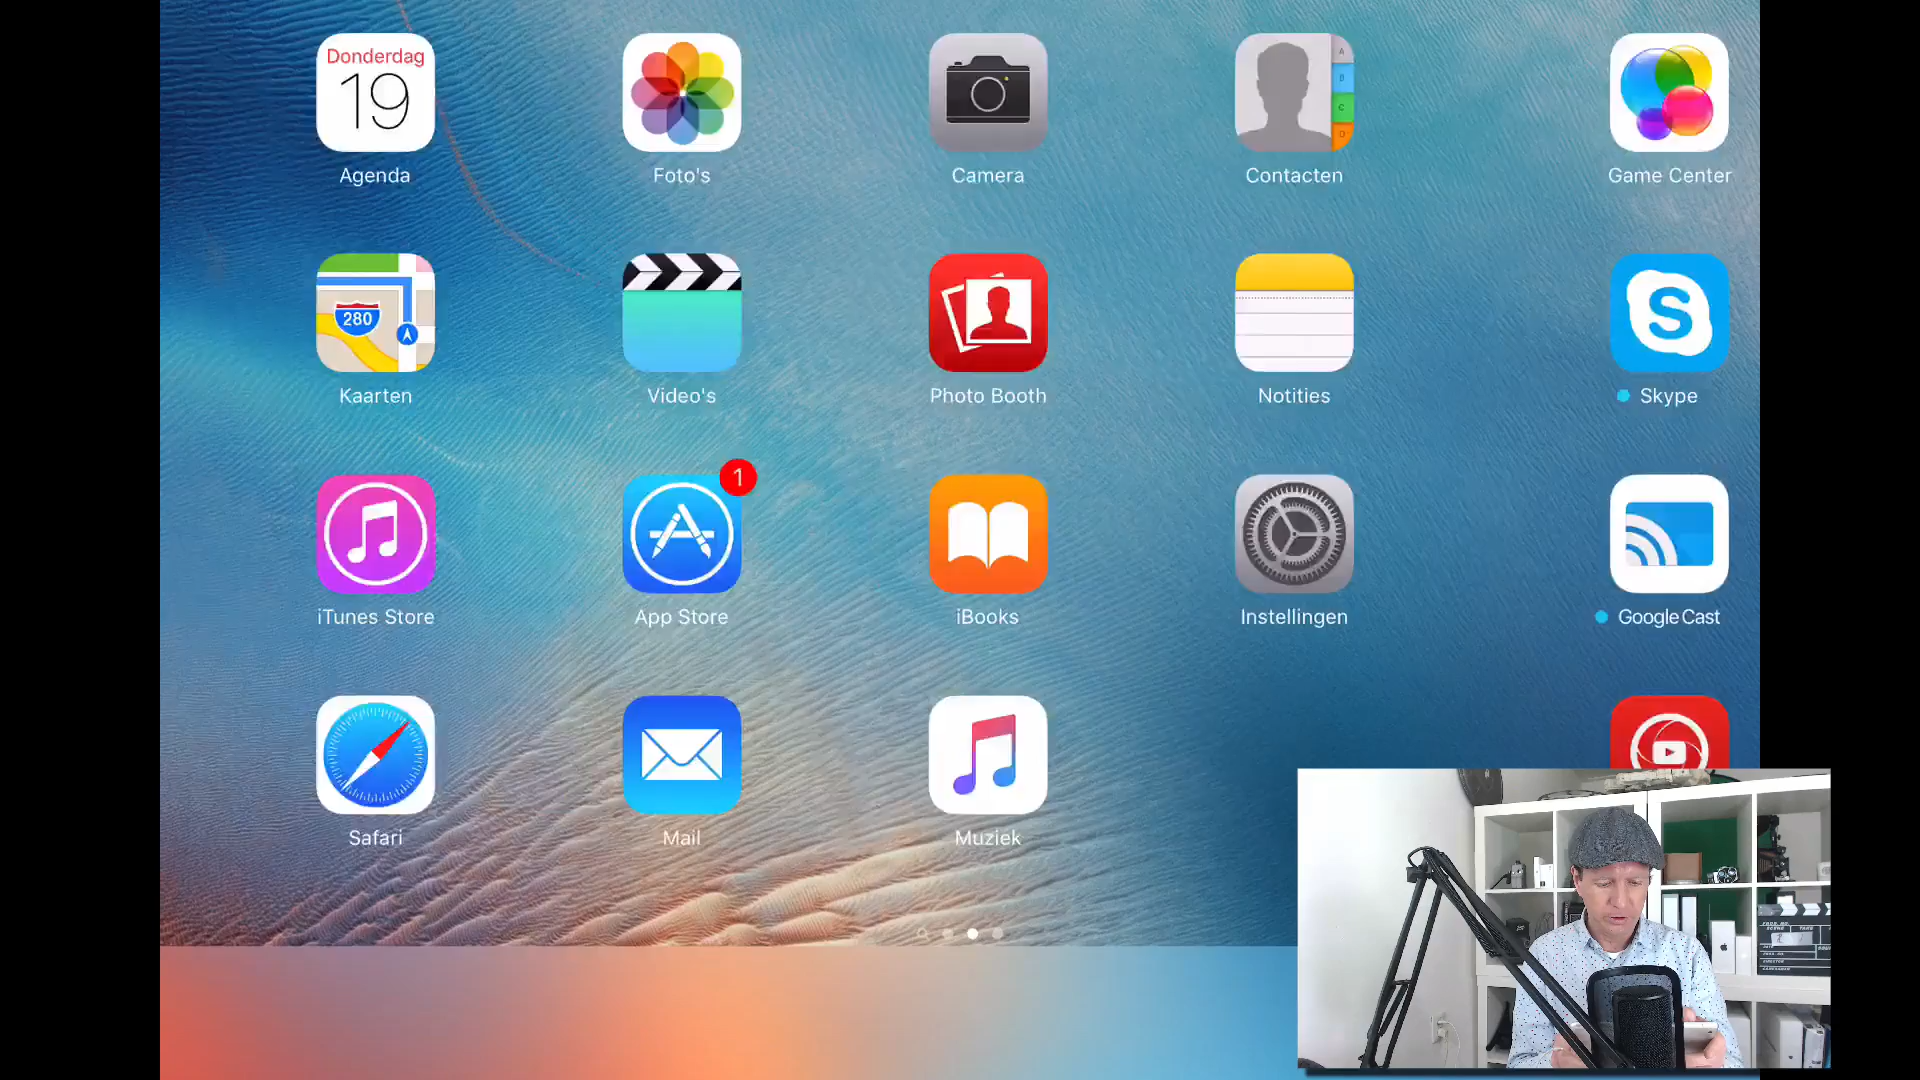 Donderdag
19
Agenda
Foto's
Camera
A
B
C
D
Contacten
Game Center
280
Kaarten
Video's
Photo Booth
Notities
S
Skype
iTunes Store
1
App Store
iBooks
Instellingen
Google Cast
Safari
Mail
Muziek